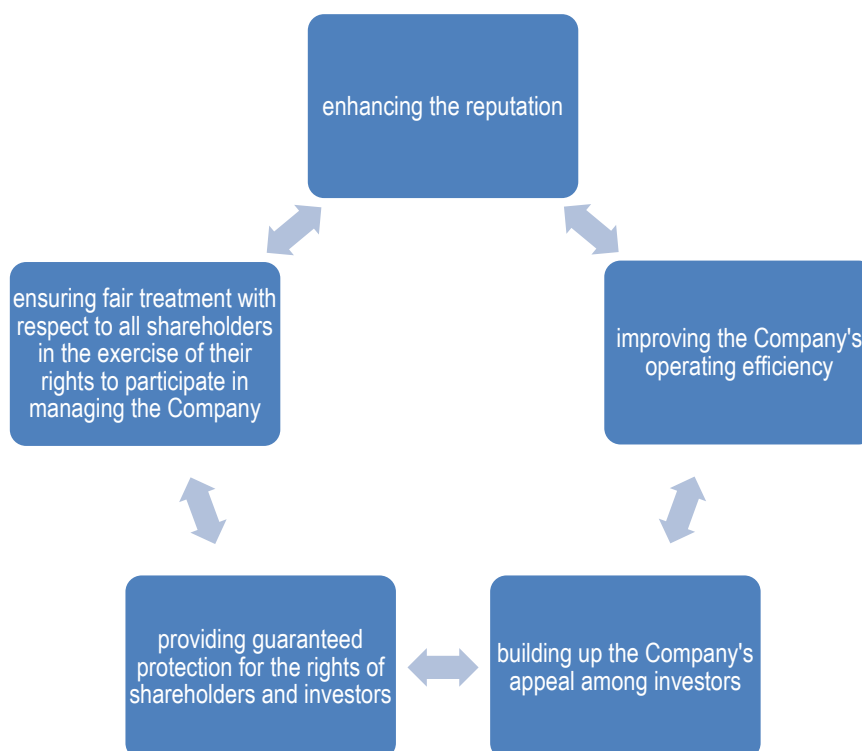 enhancing the reputation
ensuring fair treatment with
respect to all shareholders
in the exercise of their
rights to participate in
managing the Company
improving the Company's
operating efficiency
providing guaranteed
protection for the rights of
shareholders and investors
building up the Company's
appeal among investors